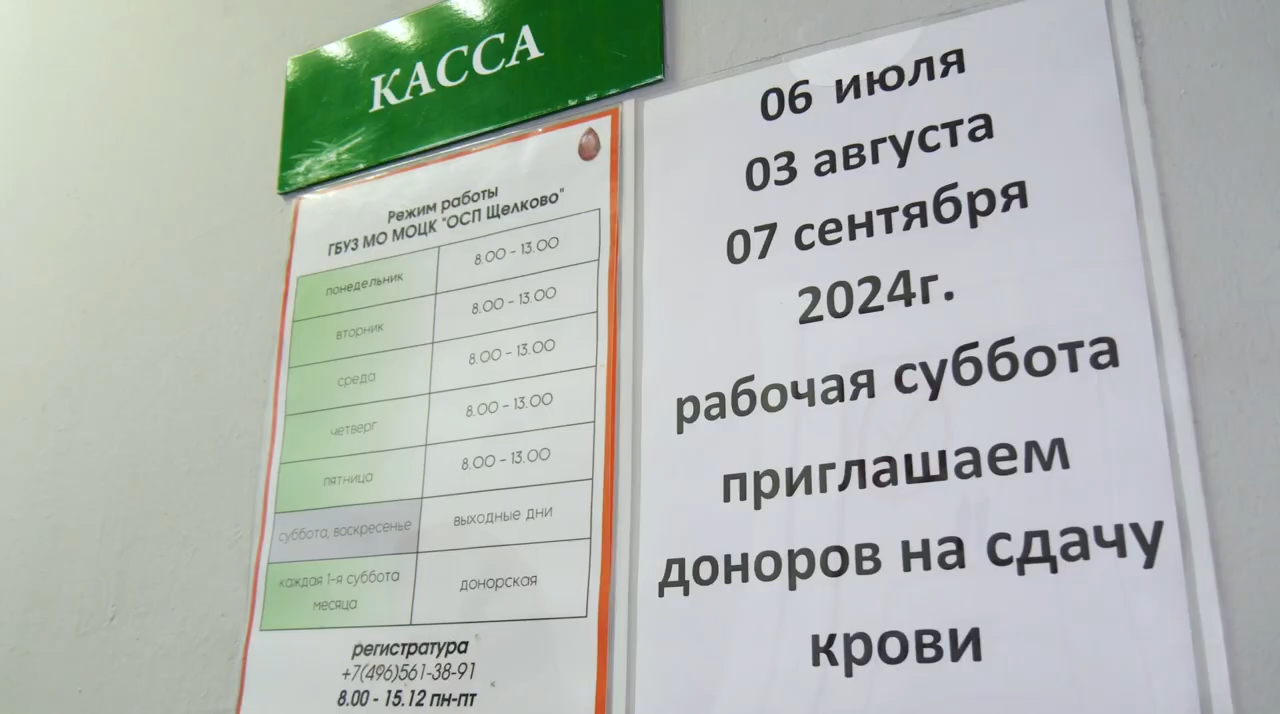 КАССА
Режим работы
ГБУЗ МО МОЦК "ОСП Щелково"
понедельник 8.00 - 13.00
вторник 8.00 - 13.00
среда 8.00 - 13.00
четверг 8.00 - 13.00
пятница 8.00 - 13.00
суббота, воскресенье выходные дни
каждая 1-я суббота
месяца донорская
регистратура
+7(496)561-38-91
8.00 - 15.12 пн-пт
06 июля
03 августа
07 сентября
2024г.
рабочая суббота
приглашаем
доноров на сдачу
крови